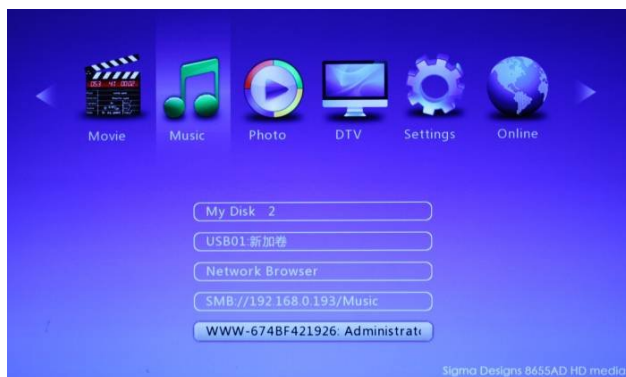 Movie
Music
Photo
DTV
Settings
Online
My Disk 2
USB01:新加卷
Network Browser
SMB://192.168.0.193/Music
WWW-674BF421926: Administrat
Sigma Designs 8655AD HD media